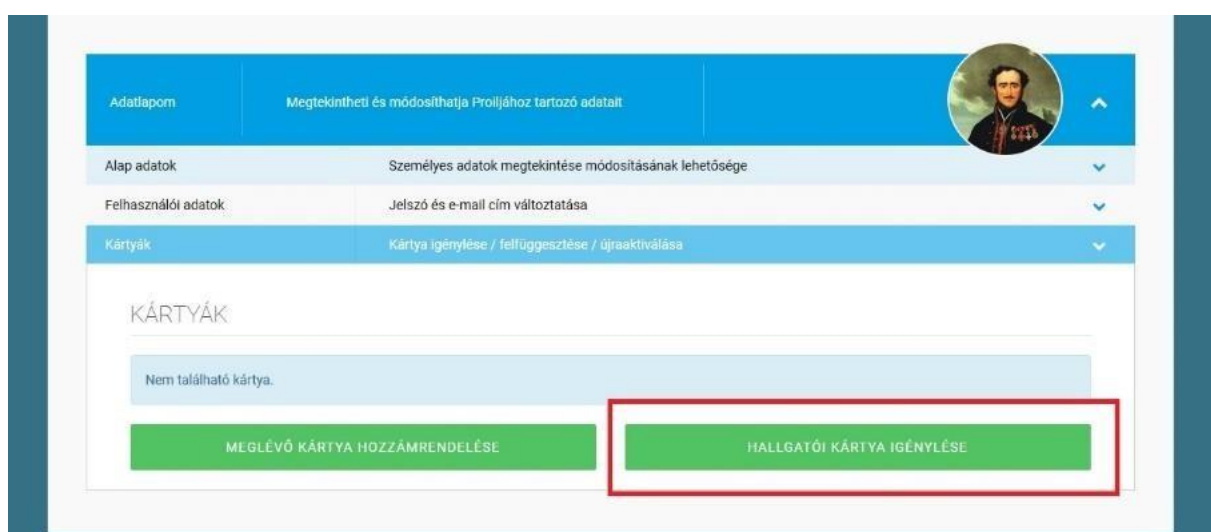 Adatlapom Megtekintheti és módosíthatja Proiljához tartozó adatait
Alap adatok Személyes adatok megtekintése módosításának lehetősége
Felhasználói adatok Jelszó és e-mail cím változtatása
Kártyák Kártya igénylése / felfüggesztése / újraaktiválása
KÁRTYÁK
Nem található kártya.
MEGLÉVŐ KÁRTYA HOZZÁMRENDELÉSE HALLGATÓI KÁRTYA IGÉNYLÉSE